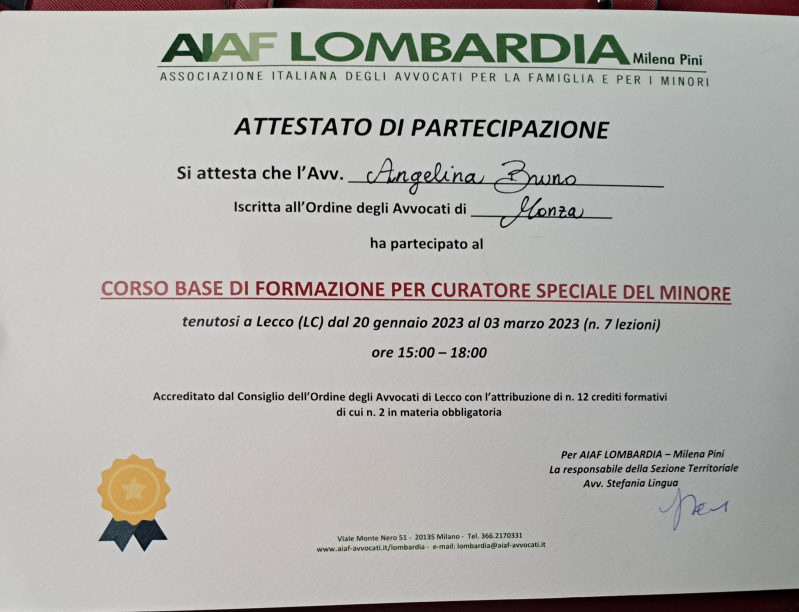 AIAF LOMBARDIA Milena Pini
ASSOCIAZIONE ITALIANA DEGLI AVVOCATI PER LA FAMIGLIA E PER I MINORI
ATTESTATO DI PARTECIPAZIONE
Si attesta che l'Avv. Angelina Bruno
Iscritta all'Ordine degli Avvocati di Monza
ha partecipato al
CORSO BASE DI FORMAZIONE PER CURATORE SPECIALE DEL MINORE
tenutosi a Lecco (LC) dal 20 gennaio 2023 al 03 marzo 2023 (n. 7 lezioni)
ore 15:00 – 18:00
Accreditato dal Consiglio dell'Ordine degli Avvocati di Lecco con l'attribuzione di n. 12 crediti formativi
di cui n. 2 in materia obbligatoria
Per AIAF LOMBARDIA – Milena Pini
La responsabile della Sezione Territoriale
Avv. Stefania Lingua
Viale Monte Nero 51 - 20135 Milano - Tel. 366.2170331
www.aiaf-avvocati.it/lombardia - e-mail: lombardia@aiaf-avvocati.it